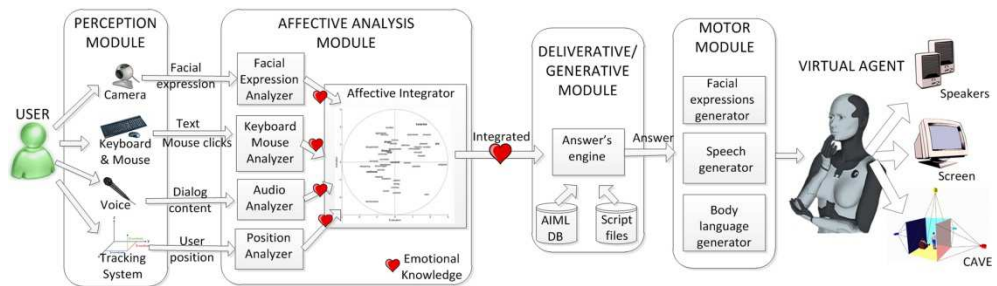 PERCEPTION
MODULE
AFFECTIVE ANALYSIS
MODULE
DELIVERATIVE/
GENERATIVE
MODULE
MOTOR
MODULE
VIRTUAL AGENT
USER
Camera
Keyboard
& Mouse
Voice
Tracking
System
Facial
expression
Text
Mouse clicks
Dialog
content
User
position
Facial
Expression
Analyzer
Keyboard
Mouse
Analyzer
Audio
Analyzer
Position
Analyzer
Affective Integrator
Emotional
Knowledge
Integrated
Answer's
engine
AIML
DB
Script
files
Answer
Facial
expressions
generator
Speech
generator
Body
language
generator
Speakers
Screen
CAVE